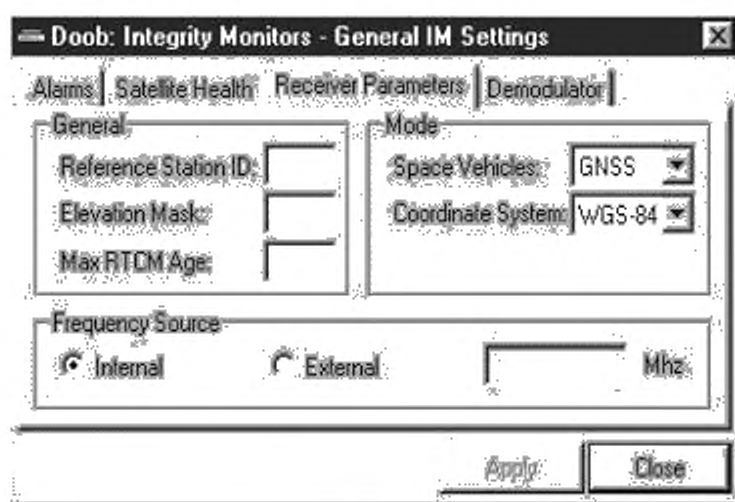 Doob: Integrity Monitors - General IM Settings
Alarms Satellite Health Receiver Parameters Demodulator
General
Reference Station ID:
Elevation Mask:
Max RTCM Age:
Mode
Space Vehicles: GNSS
Coordinate System: WGS-84
Frequency Source
Internal External Mhz
Apply Close